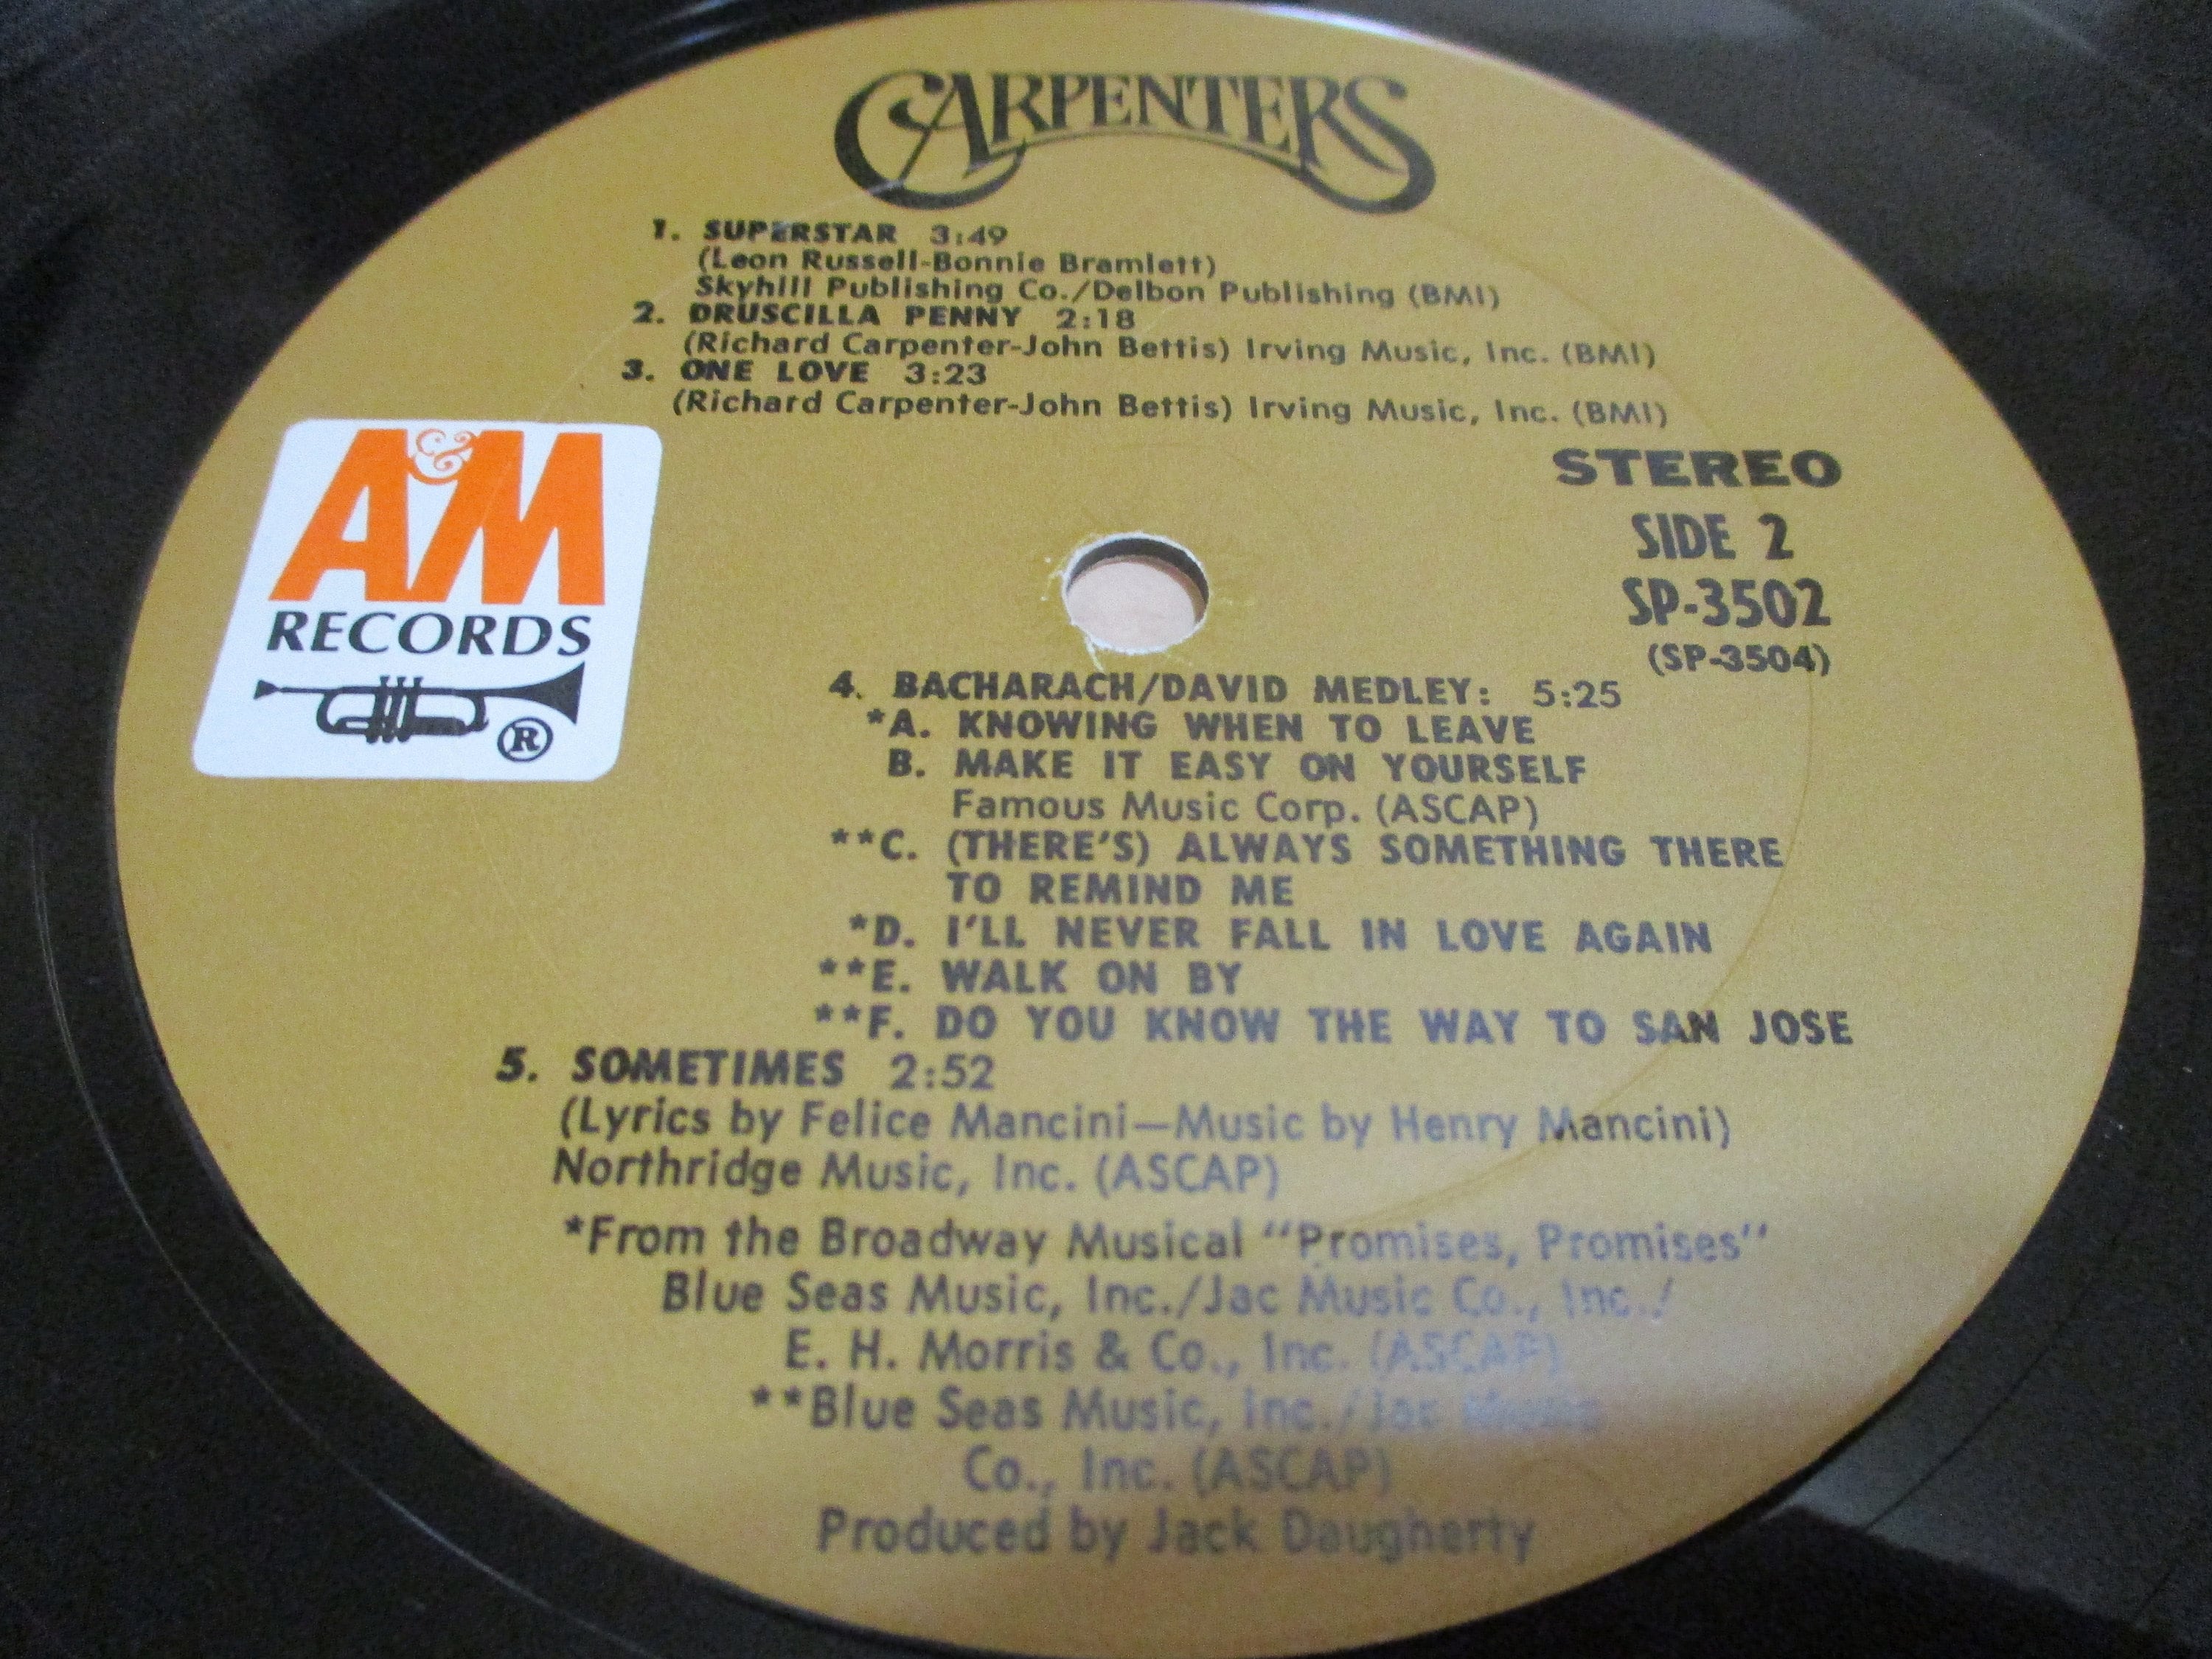 CARPENTERS
1. SUPERSTAR 3:49
(Leon Russell-Bonnie Bramlett)
Skyhill Publishing Co./Delbon Publishing (BMI)
2. DRUSCILLA PENNY 2:18
(Richard Carpenter-John Bettis) Irving Music, Inc. (BMI)
3. ONE LOVE 3:23
(Richard Carpenter-John Bettis) Irving Music, Inc. (BMI)
A&M
RECORDS
®
STEREO
SIDE 2
SP-3502
(SP-3504)
4. BACHARACH/DAVID MEDLEY: 5:25
*A. KNOWING WHEN TO LEAVE
B. MAKE IT EASY ON YOURSELF
Famous Music Corp. (ASCAP)
**C. (THERE'S) ALWAYS SOMETHING THERE
TO REMIND ME
*D. I'LL NEVER FALL IN LOVE AGAIN
**E. WALK ON BY
**F. DO YOU KNOW THE WAY TO SAN JOSE
5. SOMETIMES 2:52
(Lyrics by Felice Mancini—Music by Henry Mancini)
Northridge Music, Inc. (ASCAP)
*From the Broadway Musical "Promises, Promises"
Blue Seas Music, Inc./Jac Music Co., Inc./
E. H. Morris & Co., Inc. (ASCAP)
**Blue Seas Music, Inc./Jac Music
Co., Inc. (ASCAP)
Produced by Jack Daugherty